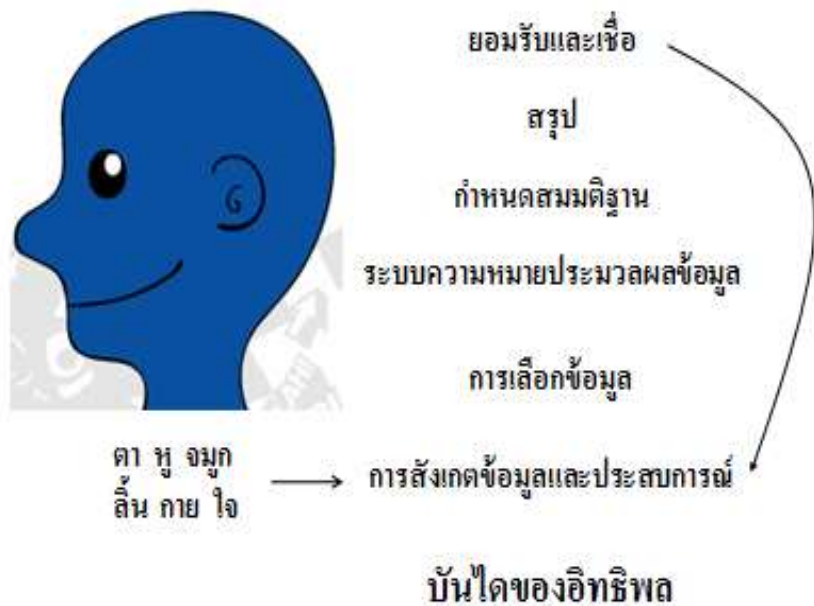 ยอมรับและเชื่อ
สรุป
กำหนดสมมติฐาน
ระบบความหมายประมวลผลข้อมูล
การเลือกข้อมูล
ตา หู จมูก
ลิ้น กาย ใจ
การสังเกตข้อมูลและประสบการณ์
บันไดของอิทธิพล